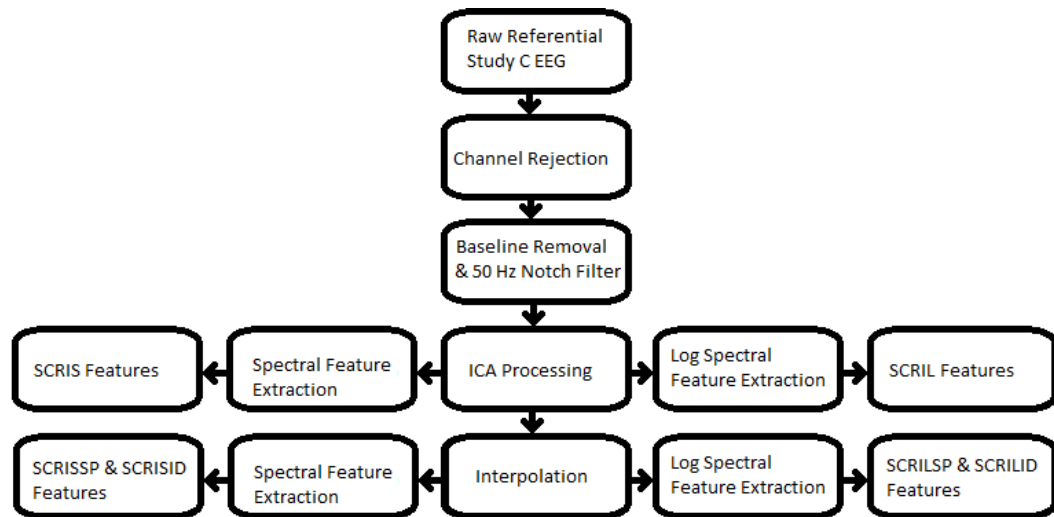 Raw Referential
Study C EEG
Channel Rejection
Baseline Removal
& 50 Hz Notch Filter
SCRIS Features
Spectral Feature
Extraction
ICA Processing
Log Spectral
Feature Extraction
SCRIL Features
SCRISSP & SCRISID
Features
Spectral Feature
Extraction
Interpolation
Log Spectral
Feature Extraction
SCRILSP & SCRILID
Features